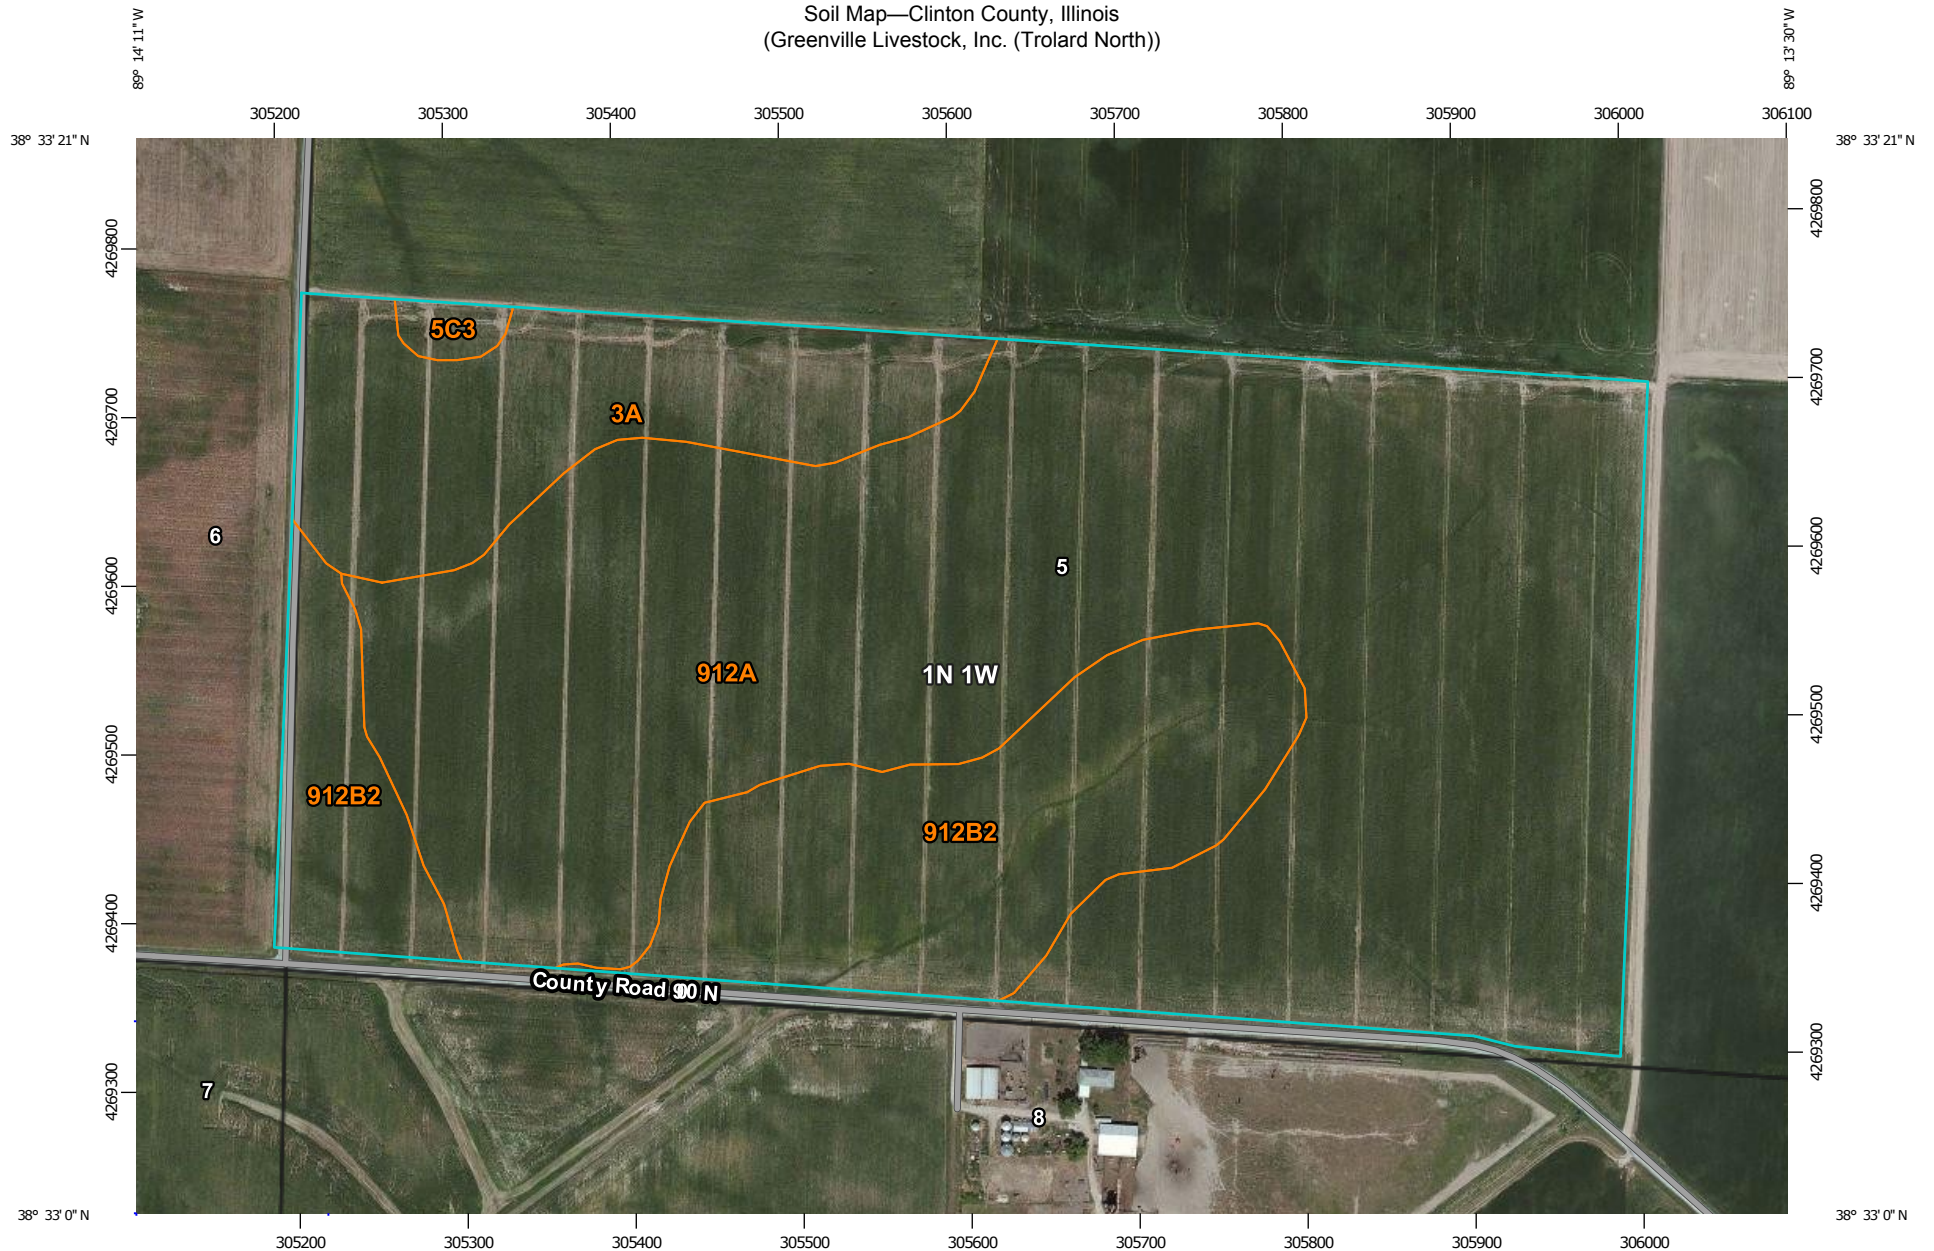 Soil Map—Clinton County, Illinois
(Greenville Livestock, Inc. (Trolard North))
89° 14' 11" W
89° 13' 30" W
305200 305300 305400 305500 305600 305700 305800 305900 306000 306100
38° 33' 21" N
38° 33' 21" N
4269800
4269800
5C3
4269700
3A
4269700
6
5
4269600
4269600
912A
1N 1W
4269500
4269500
912B2
912B2
4269400
4269400
County Road 90 N
4269300
7
8
4269300
38° 33' 0" N
38° 33' 0" N
305200 305300 305400 305500 305600 305700 305800 305900 306000